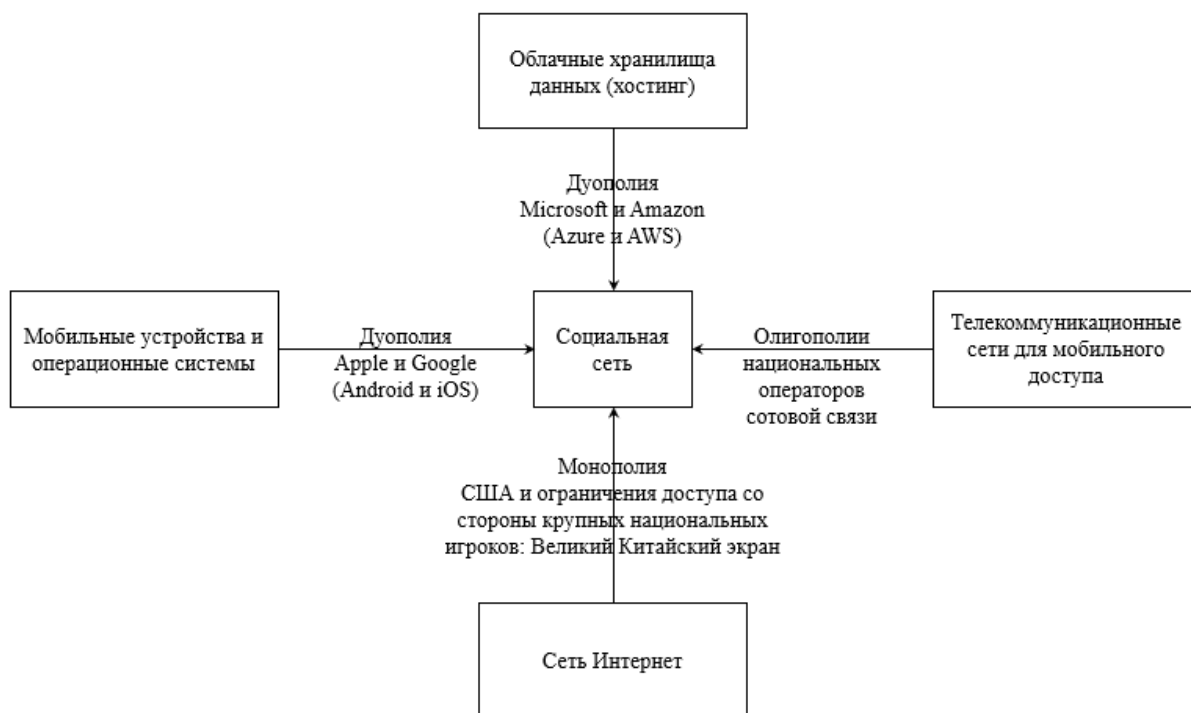 Облачные хранилища
данных (хостинг)
Дуополия
Microsoft и Amazon
(Azure и AWS)
Мобильные устройства и
операционные системы
Дуополия
Apple и Google
(Android и iOS)
Социальная
сеть
Олигополии
национальных
операторов
сотовой связи
Телекоммуникационные
сети для мобильного
доступа
Монополия
США и ограничения доступа со
стороны крупных национальных
игроков: Великий Китайский экран
Сеть Интернет